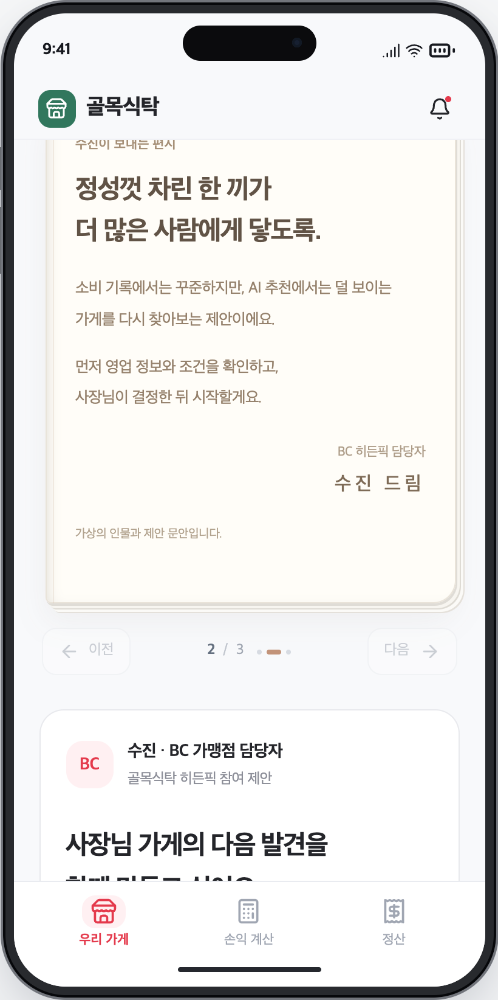 9:41
골목식탁
수진이 보내는 편지
정성껏 차린 한 끼가
더 많은 사람에게 닿도록.
소비 기록에서는 꾸준하지만, AI 추천에서는 덜 보이는
가게를 다시 찾아보는 제안이에요.
먼저 영업 정보와 조건을 확인하고,
사장님이 결정한 뒤 시작할게요.
BC 히든픽 담당자
수진 드림
가상의 인물과 제안 문안입니다.
이전
2 / 3
다음
BC
수진 · BC 가맹점 담당자
골목식탁 히든픽 참여 제안
사장님 가게의 다음 발견을
우리 가게
손익 계산
정산